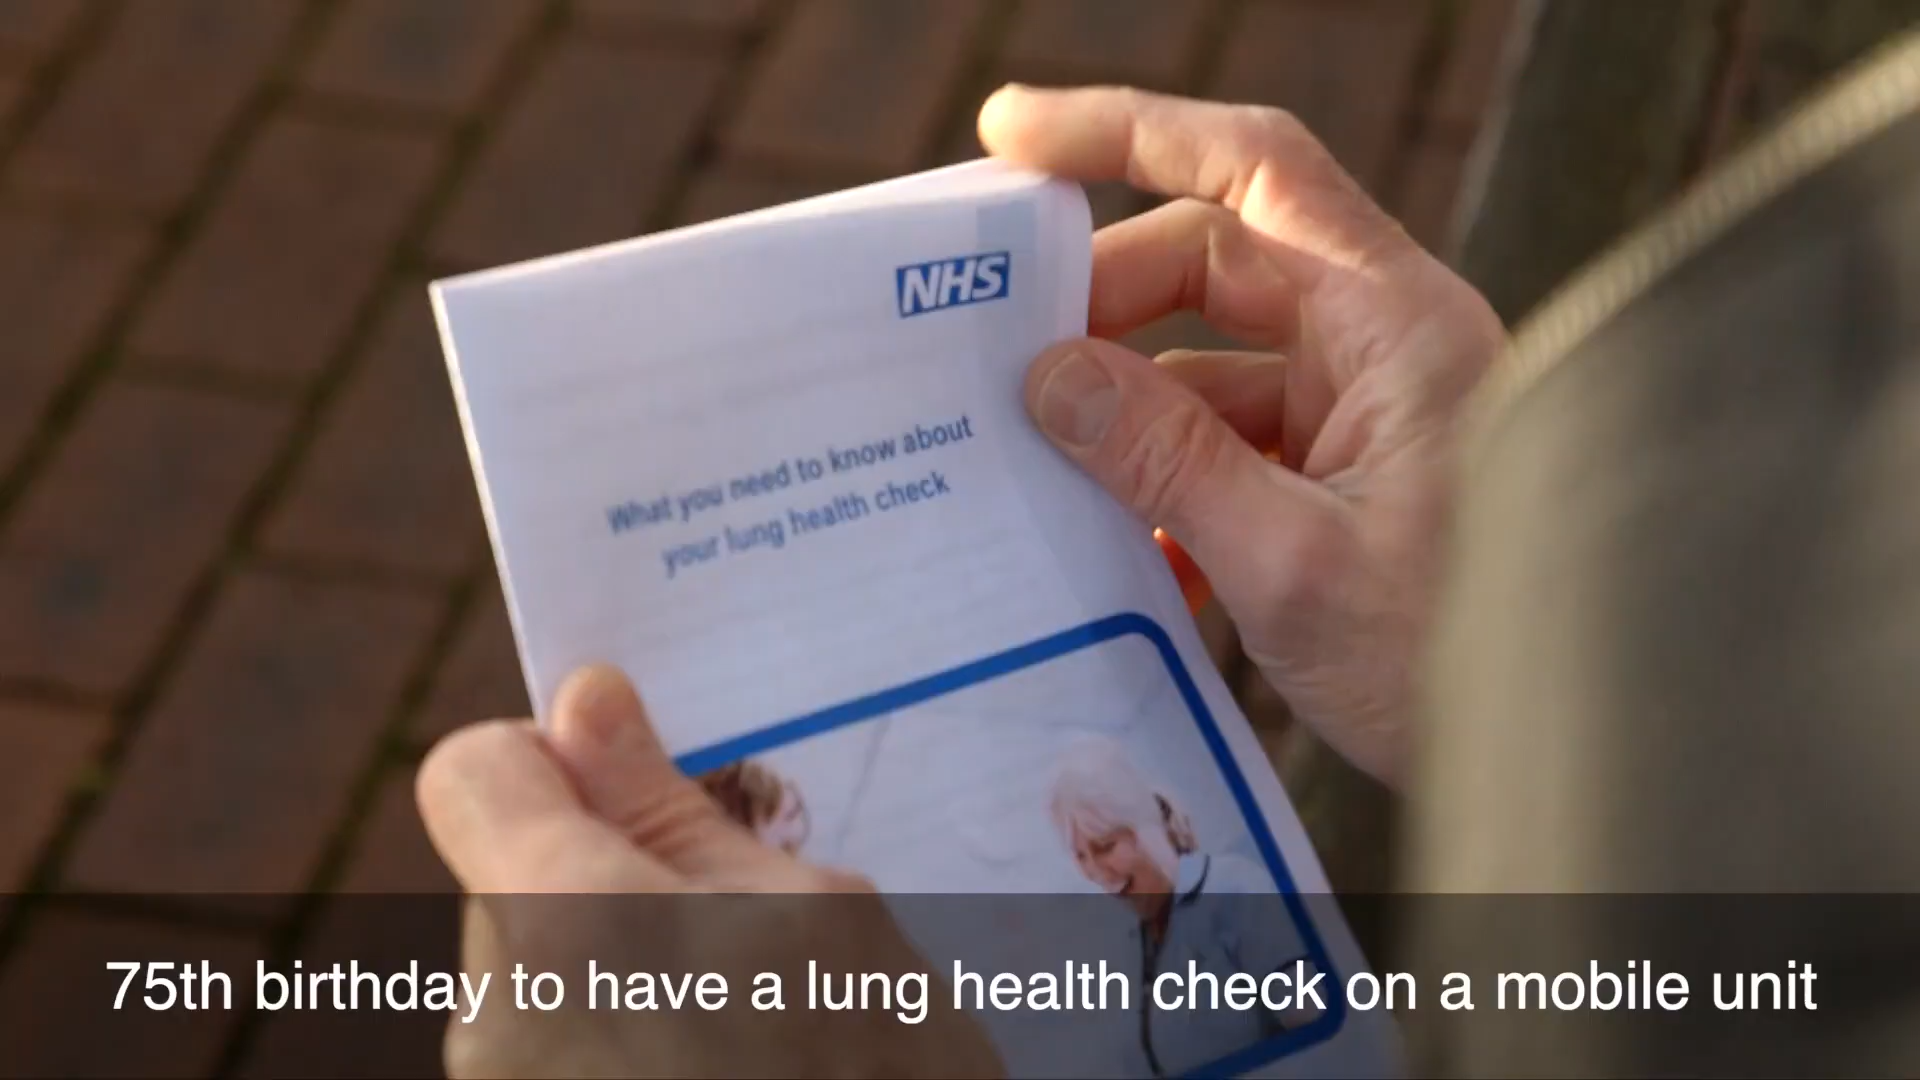 NHS
What you need to know about
your lung health check
75th birthday to have a lung health check on a mobile unit